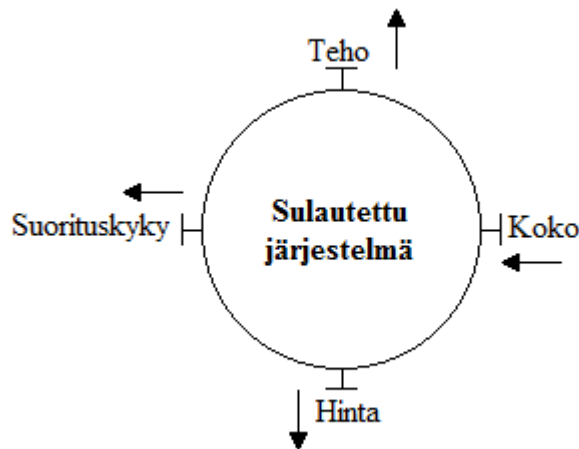 Teho
Suorituskyky
Sulautettu
järjestelmä
Koko
Hinta